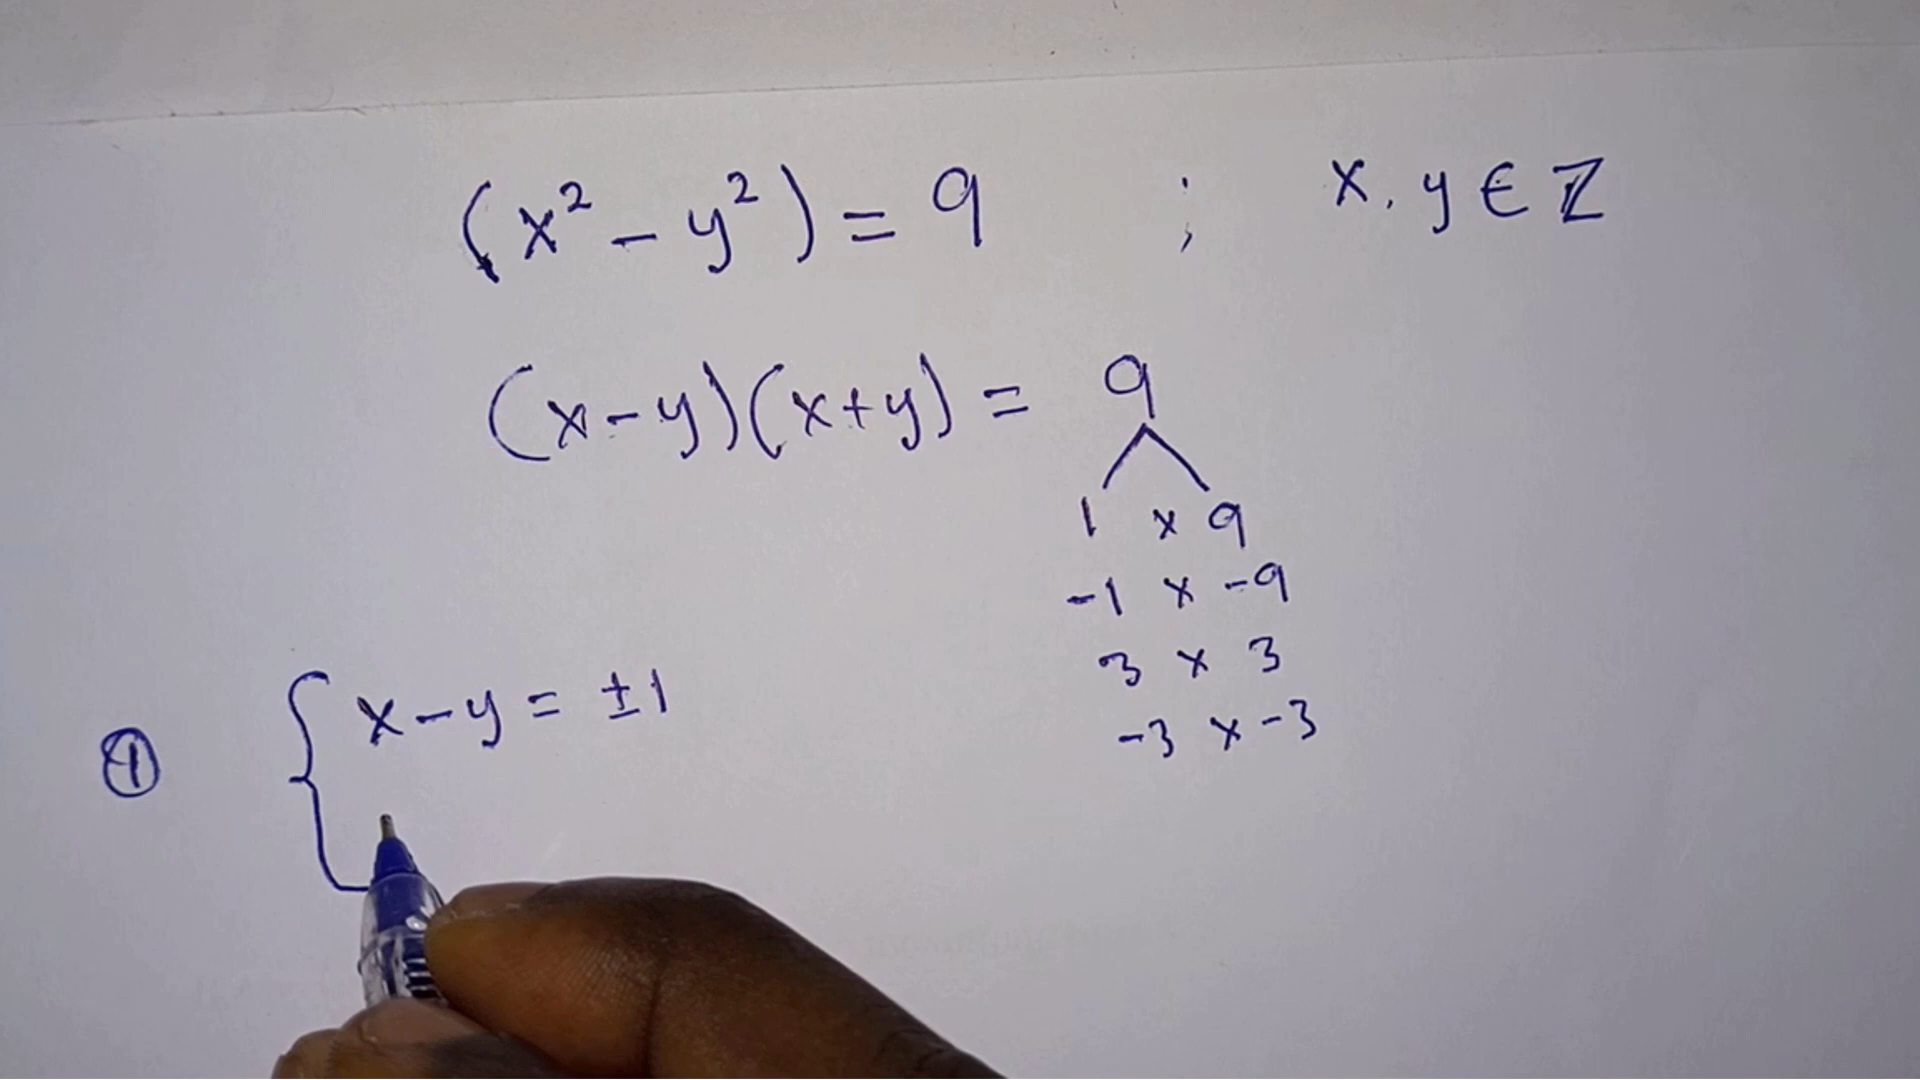 (x² - y²) = 9 ; x, y ∈ Z
(x-y)(x+y) = 9
1 x 9
-1 x -9
3 x 3
-3 x -3
① { x-y = ±1